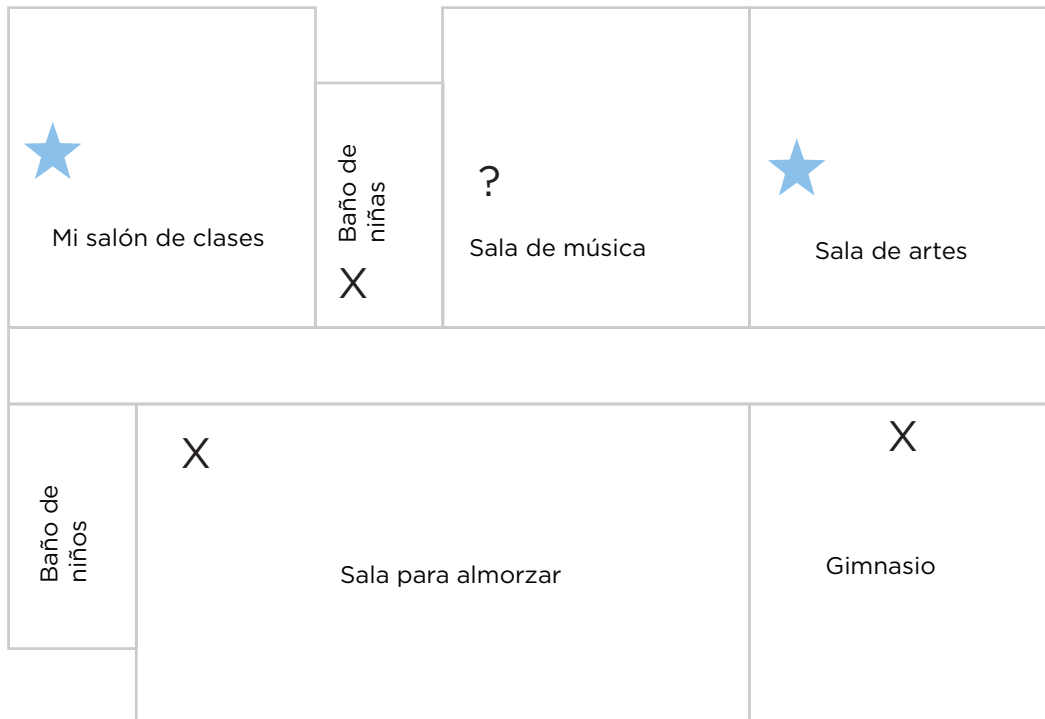 Mi salón de clases
Baño de
niñas
X
?
Sala de música
Sala de artes
Baño de
niños
X
Sala para almorzar
X
Gimnasio